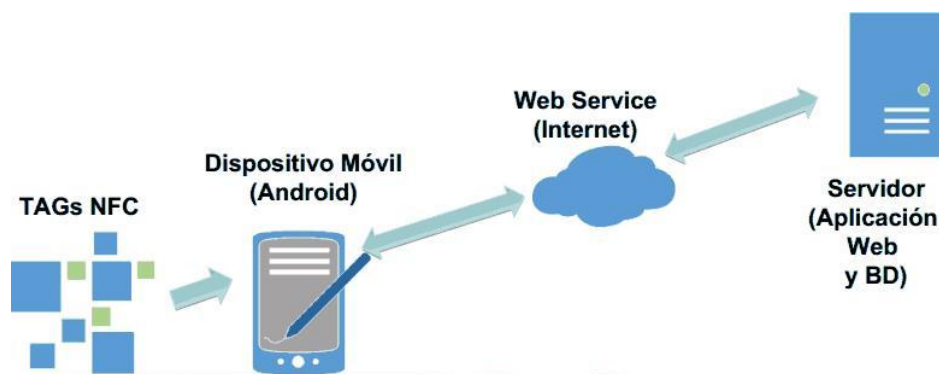 TAGs NFC
Dispositivo Móvil
(Android)
Web Service
(Internet)
Servidor
(Aplicación
Web
y BD)